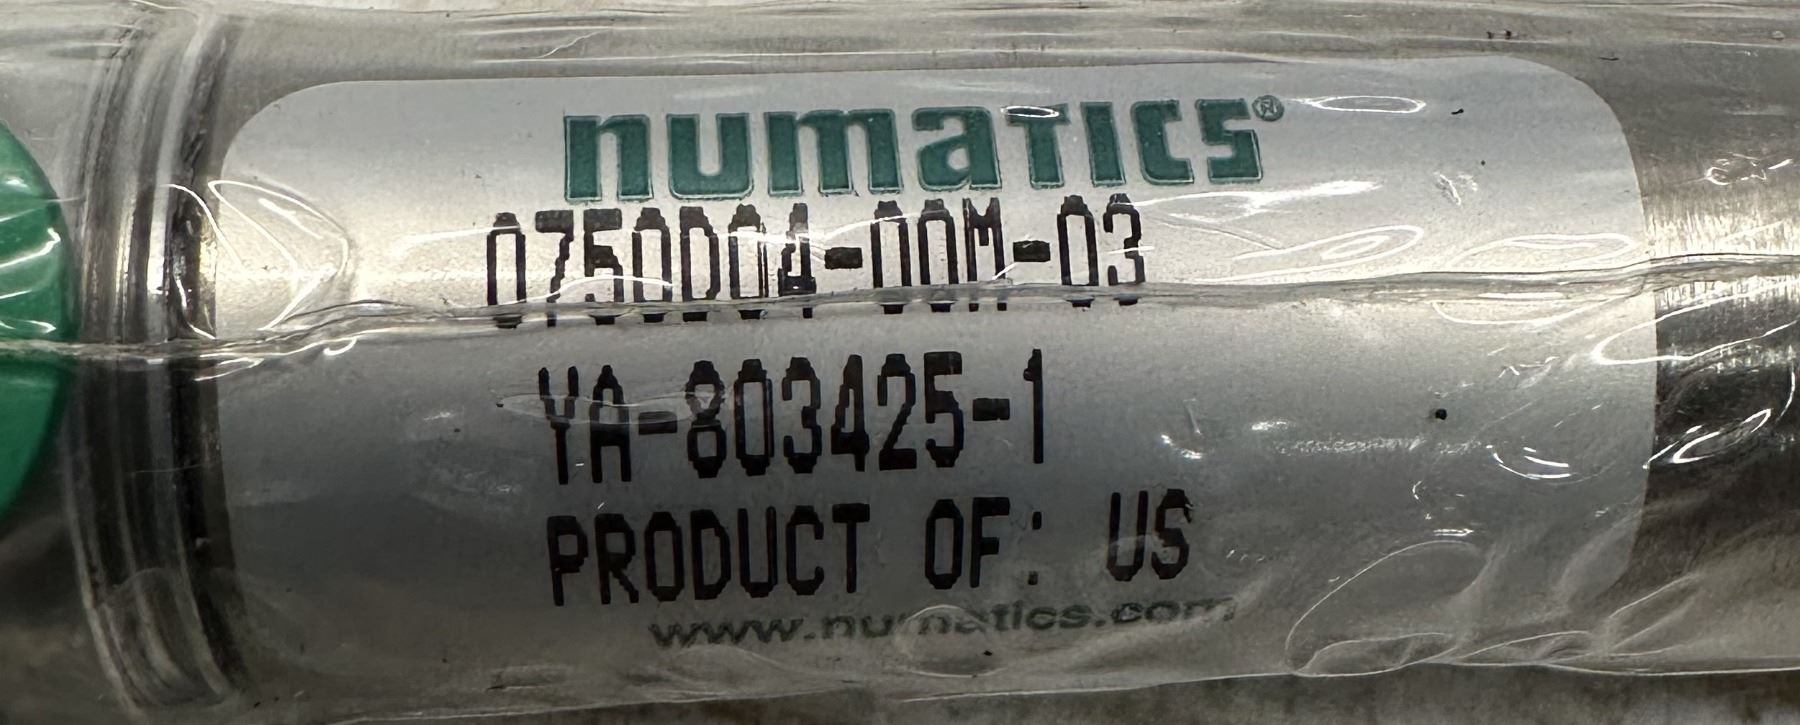 numatics®
0750D04-00M-03
YA-803425-1
PRODUCT OF: US
www.numatics.com